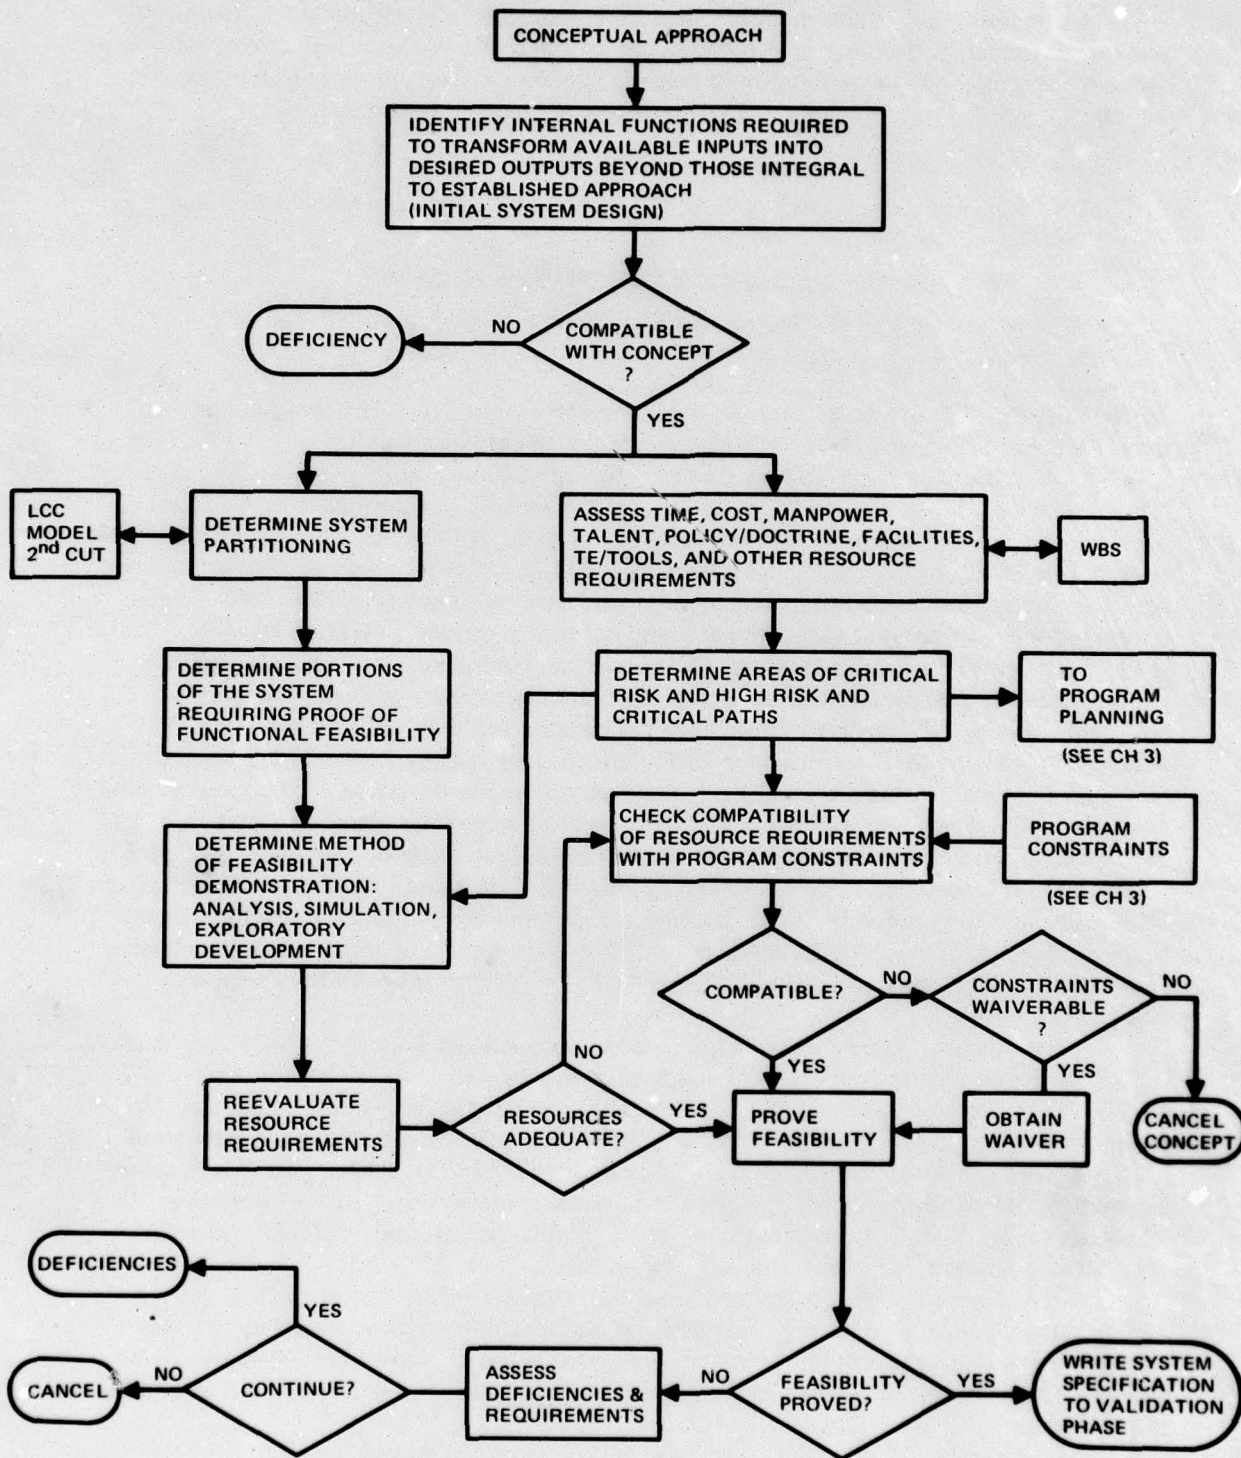 CONCEPTUAL APPROACH
IDENTIFY INTERNAL FUNCTIONS REQUIRED
TO TRANSFORM AVAILABLE INPUTS INTO
DESIRED OUTPUTS BEYOND THOSE INTEGRAL
TO ESTABLISHED APPROACH
(INITIAL SYSTEM DESIGN)
DEFICIENCY
NO
COMPATIBLE
WITH CONCEPT
?
YES
LCC
MODEL
2nd CUT
DETERMINE SYSTEM
PARTITIONING
ASSESS TIME, COST, MANPOWER,
TALENT, POLICY/DOCTRINE, FACILITIES,
TE/TOOLS, AND OTHER RESOURCE
REQUIREMENTS
WBS
DETERMINE PORTIONS
OF THE SYSTEM
REQUIRING PROOF OF
FUNCTIONAL FEASIBILITY
DETERMINE AREAS OF CRITICAL
RISK AND HIGH RISK AND
CRITICAL PATHS
TO
PROGRAM
PLANNING
(SEE CH 3)
DETERMINE METHOD
OF FEASIBILITY
DEMONSTRATION:
ANALYSIS, SIMULATION,
EXPLORATORY
DEVELOPMENT
CHECK COMPATIBILITY
OF RESOURCE REQUIREMENTS
WITH PROGRAM CONSTRAINTS
PROGRAM
CONSTRAINTS
(SEE CH 3)
COMPATIBLE?
NO
CONSTRAINTS
WAIVERABLE
?
NO
YES
YES
NO
REEVALUATE
RESOURCE
REQUIREMENTS
RESOURCES
ADEQUATE?
YES
PROVE
FEASIBILITY
OBTAIN
WAIVER
CANCEL
CONCEPT
DEFICIENCIES
YES
CANCEL
NO
CONTINUE?
ASSESS
DEFICIENCIES &
REQUIREMENTS
NO
FEASIBILITY
PROVED?
YES
WRITE SYSTEM
SPECIFICATION
TO VALIDATION
PHASE